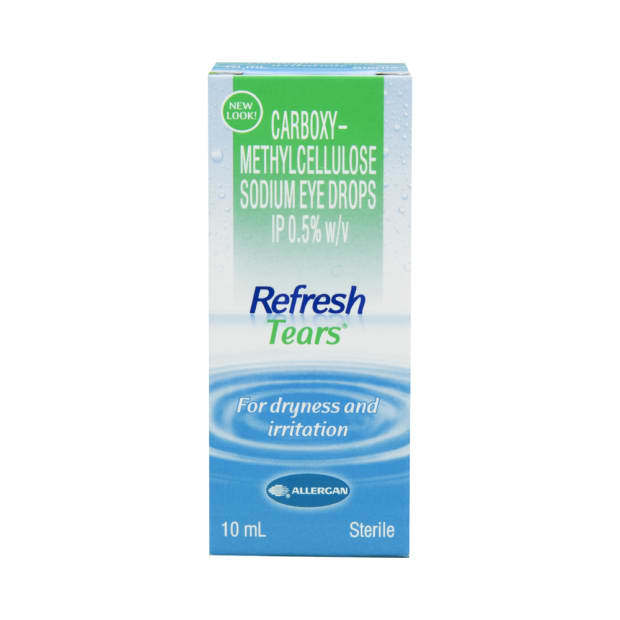 NEW
LOOK!
CARBOXY-
METHYLCELLULOSE
SODIUM EYE DROPS
IP 0.5% w/v
Refresh
Tears®
For dryness and
irritation
ALLERGAN
10 mL Sterile